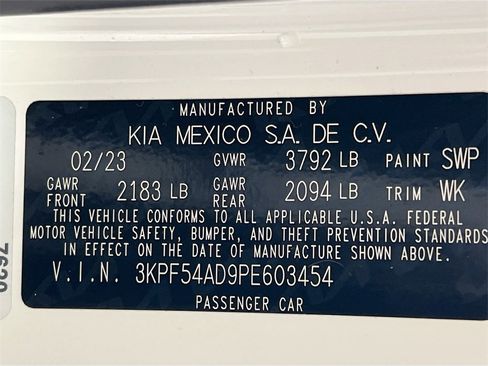 MANUFACTURED BY
KIA MEXICO S.A. DE C.V.
02/23 GVWR 3792 LB PAINT SWP
GAWR FRONT 2183 LB GAWR REAR 2094 LB TRIM WK
THIS VEHICLE CONFORMS TO ALL APPLICABLE U.S.A. FEDERAL
MOTOR VEHICLE SAFETY, BUMPER, AND THEFT PREVENTION STANDARDS
IN EFFECT ON THE DATE OF MANUFACTURE SHOWN ABOVE.
V.I.N. 3KPF54AD9PE603454
PASSENGER CAR